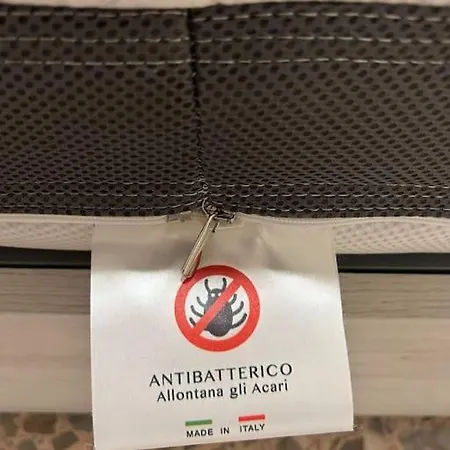 ANTIBATTERICO
Allontana gli Acari
MADE IN ITALY